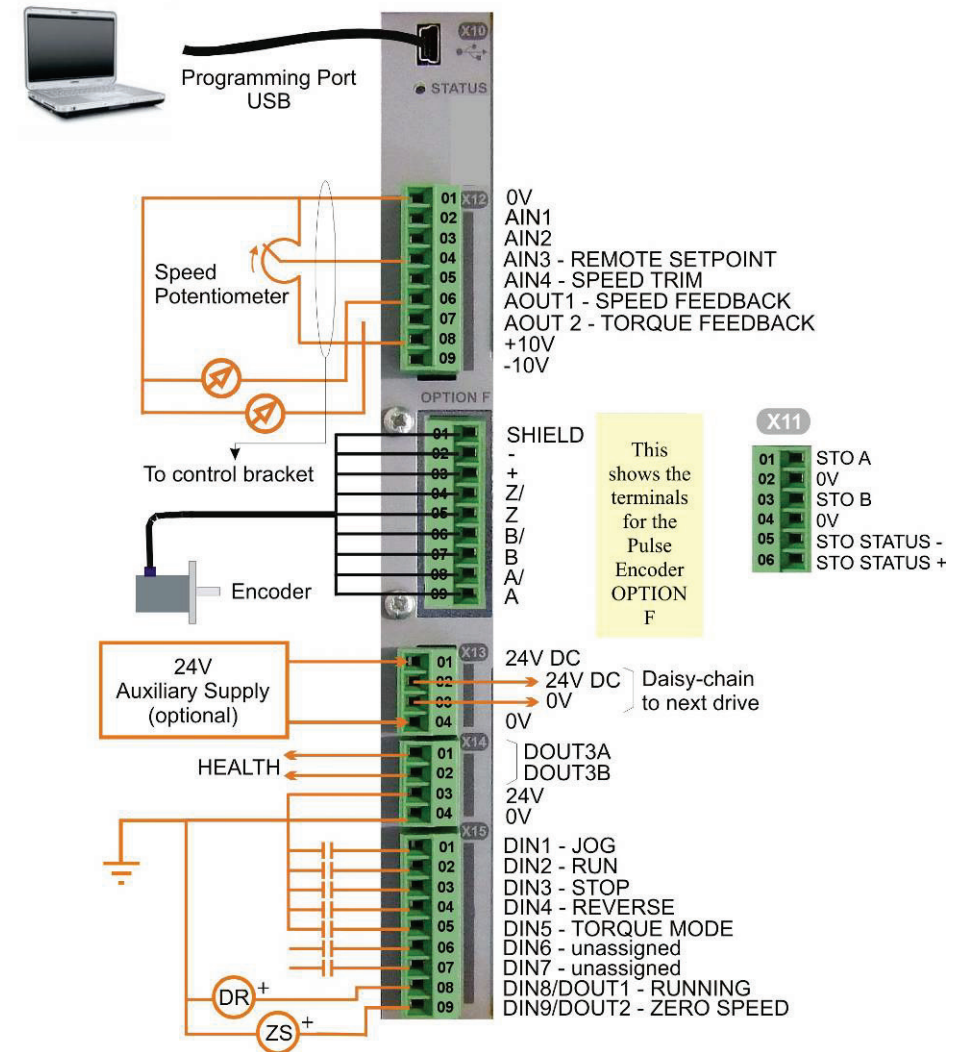 X10
Programming Port
USB
STATUS
01 X12 0V
02 AIN1
03 AIN2
04 AIN3 - REMOTE SETPOINT
05 AIN4 - SPEED TRIM
06 AOUT1 - SPEED FEEDBACK
07 AOUT 2 - TORQUE FEEDBACK
08 +10V
09 -10V
Speed
Potentiometer
To control bracket
OPTION F
01 SHIELD
02 -
03 +
04 Z/
05 Z
06 B/
07 B
08 A/
09 A
Encoder
This
shows the
terminals
for the
Pulse
Encoder
OPTION
F
X11
01 STO A
02 0V
03 STO B
04 0V
05 STO STATUS -
06 STO STATUS +
24V
Auxiliary Supply
(optional)
X13
01 24V DC
02 24V DC
03 0V
04 0V
Daisy-chain
to next drive
HEALTH
X14
01 DOUT3A
02 DOUT3B
03 24V
04 0V
X15
01 DIN1 - JOG
02 DIN2 - RUN
03 DIN3 - STOP
04 DIN4 - REVERSE
05 DIN5 - TORQUE MODE
06 DIN6 - unassigned
07 DIN7 - unassigned
08 DIN8/DOUT1 - RUNNING
09 DIN9/DOUT2 - ZERO SPEED
DR +
ZS +